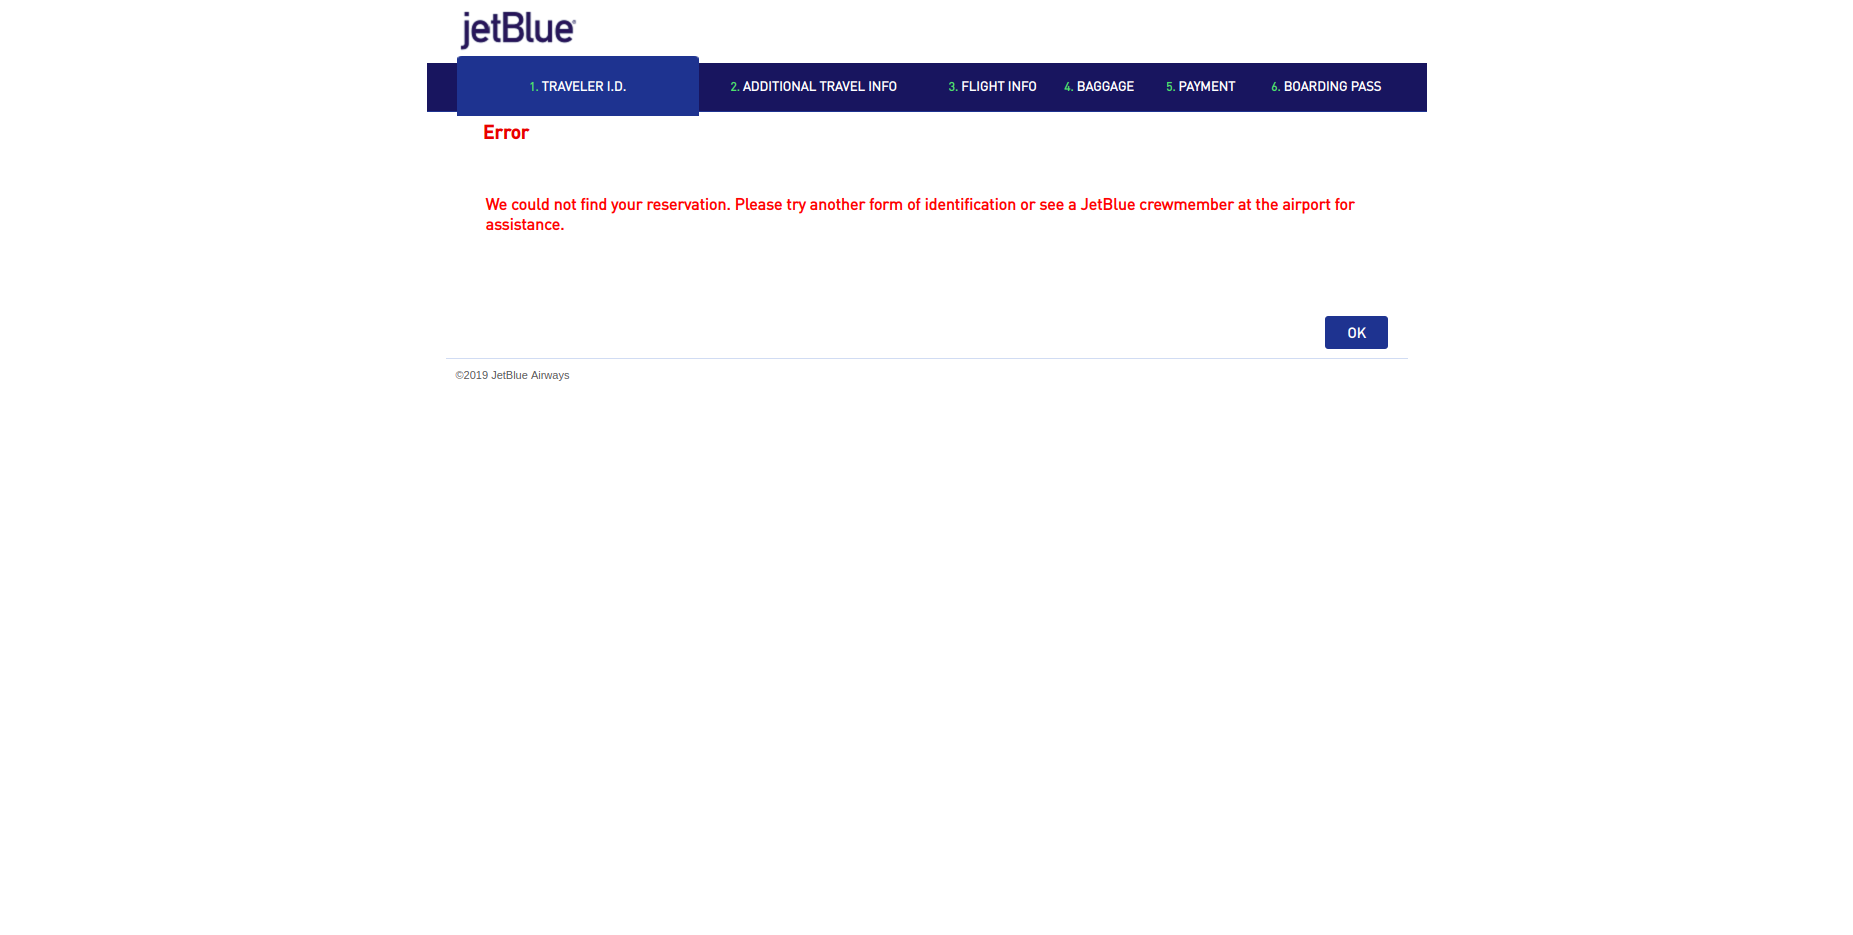 jetBlue®
1. TRAVELER I.D. 2. ADDITIONAL TRAVEL INFO 3. FLIGHT INFO 4. BAGGAGE 5. PAYMENT 6. BOARDING PASS
Error
We could not find your reservation. Please try another form of identification or see a JetBlue crewmember at the airport for
assistance.
OK
©2019 JetBlue Airways